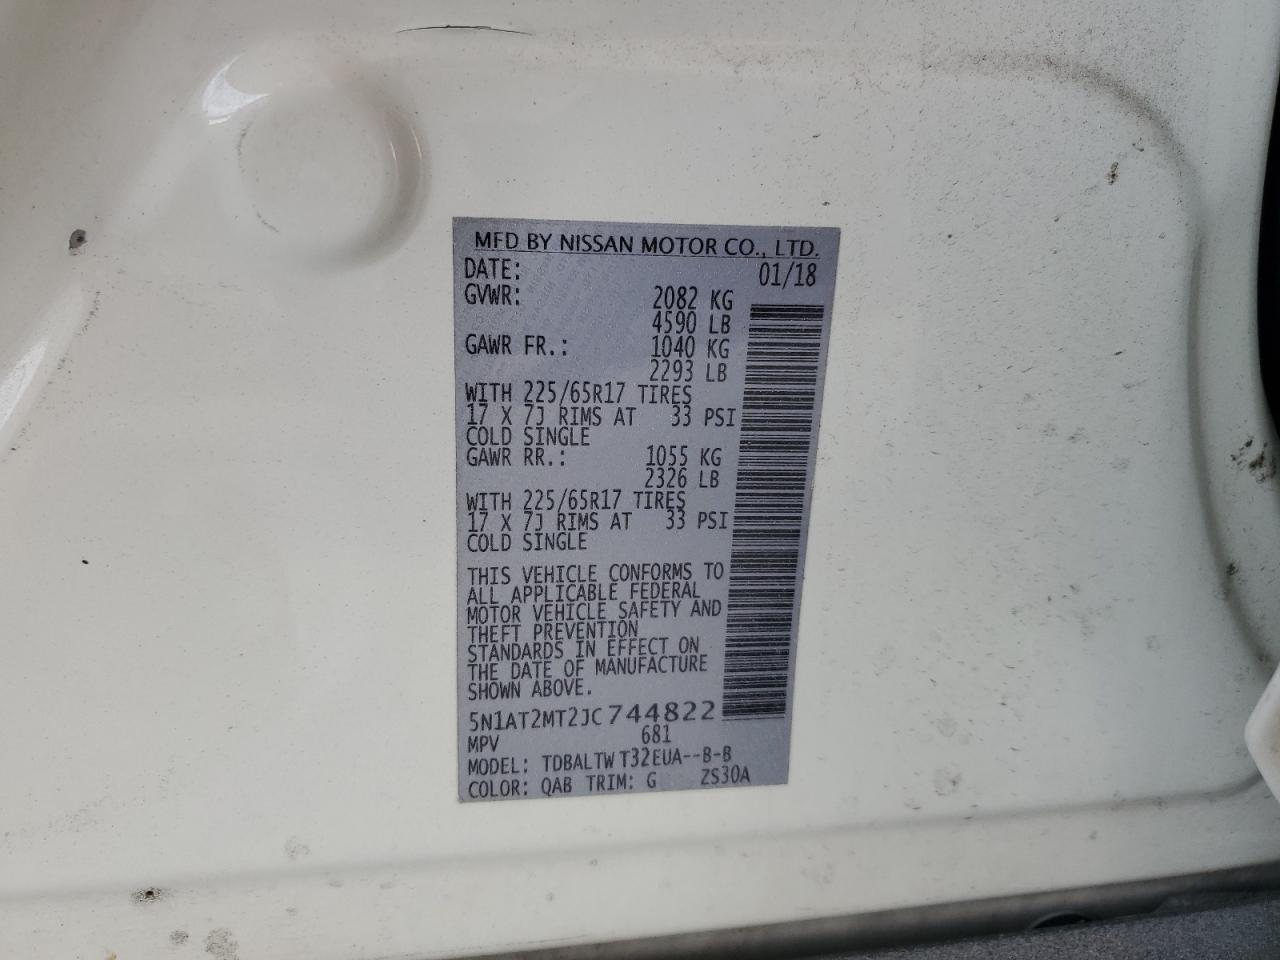 MFD BY NISSAN MOTOR CO., LTD.
DATE: 01/18
GVWR: 2082 KG
4590 LB
GAWR FR.: 1040 KG
2293 LB
WITH 225/65R17 TIRES
17 X 7J RIMS AT 33 PSI
COLD SINGLE
GAWR RR.: 1055 KG
2326 LB
WITH 225/65R17 TIRES
17 X 7J RIMS AT 33 PSI
COLD SINGLE
THIS VEHICLE CONFORMS TO
ALL APPLICABLE FEDERAL
MOTOR VEHICLE SAFETY AND
THEFT PREVENTION
STANDARDS IN EFFECT ON
THE DATE OF MANUFACTURE
SHOWN ABOVE.
5N1AT2MT2JC744822
MPV 681
MODEL: TDBALTW T32EUA--B-B
COLOR: QAB TRIM: G ZS30A